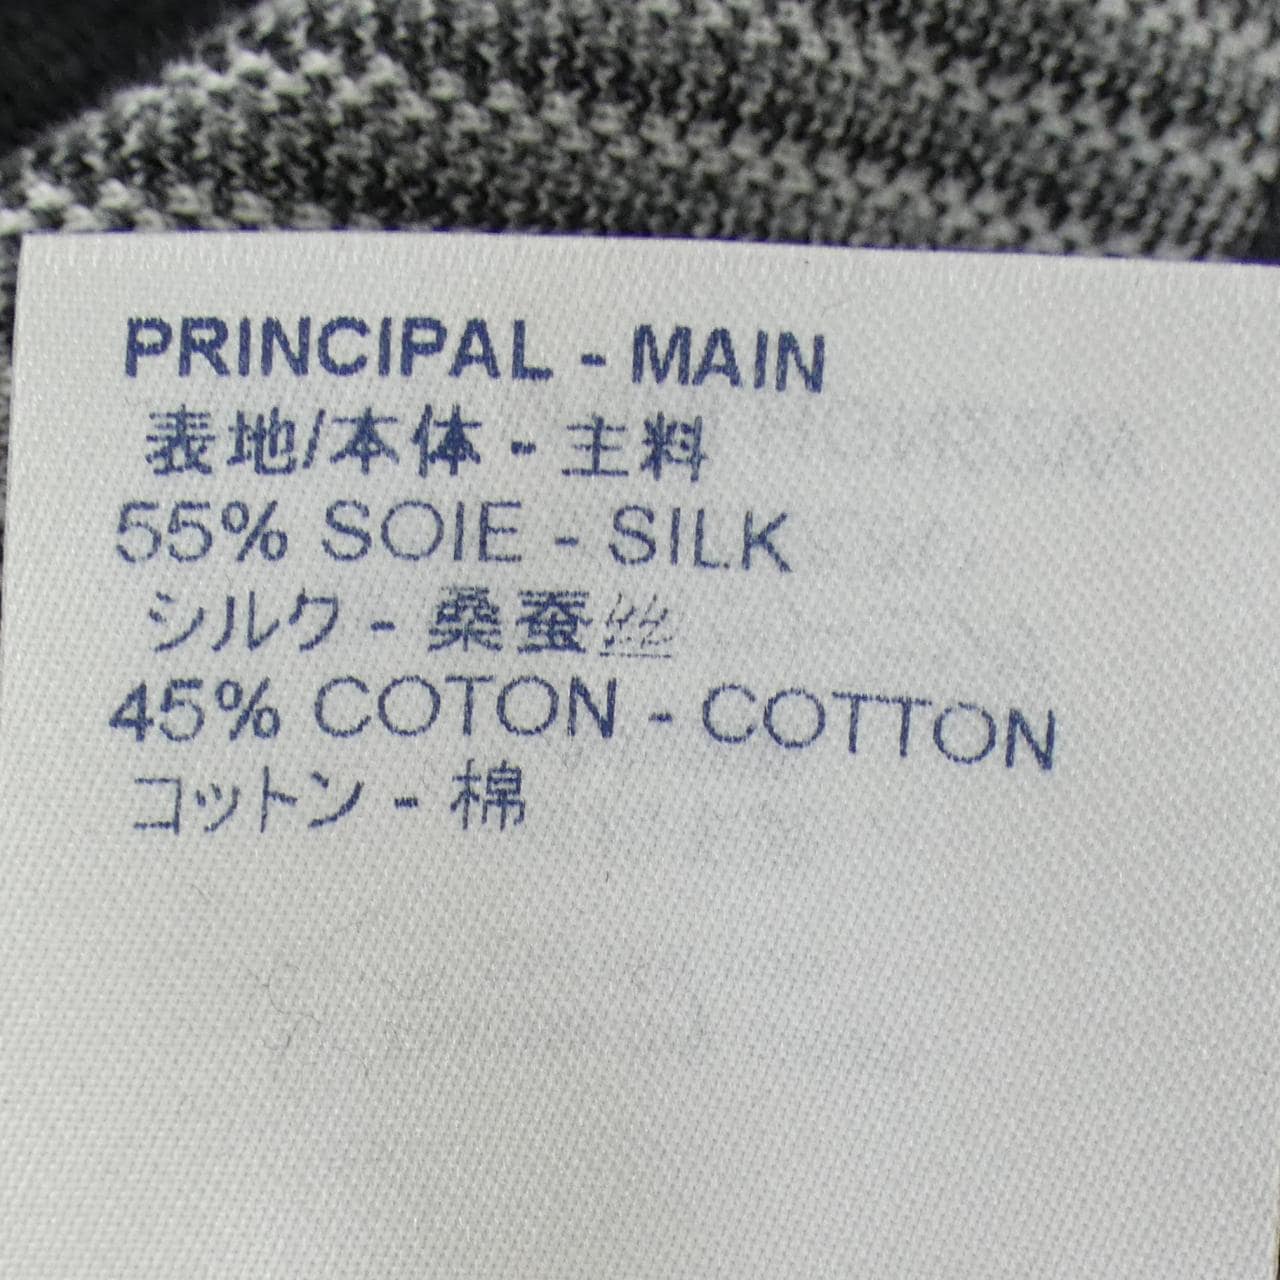 PRINCIPAL - MAIN
表地/本体 - 主料
55% SOIE - SILK
シルク - 桑蚕丝
45% COTON - COTTON
コットン - 棉